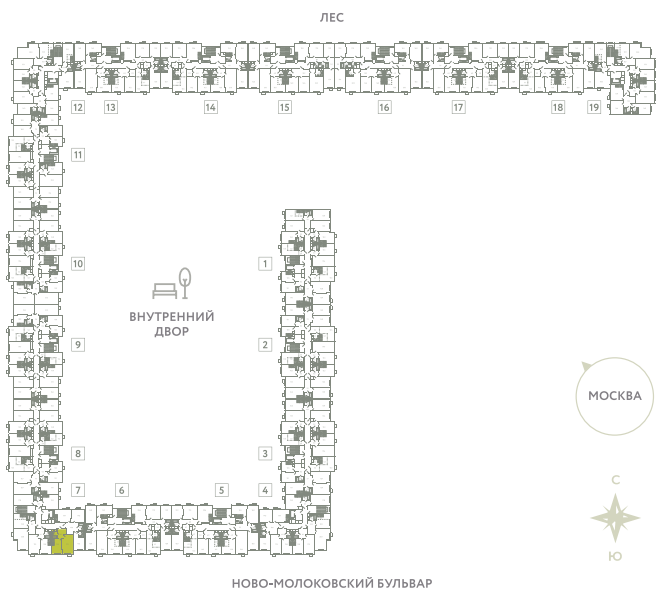 ЛЕС
12 13 14 15 16 17 18 19
11
10 1
ВНУТРЕННИЙ
ДВОР
9 2
МОСКВА
8 3
С
7 6 5 4
Ю
НОВО-МОЛОКОВСКИЙ БУЛЬВАР